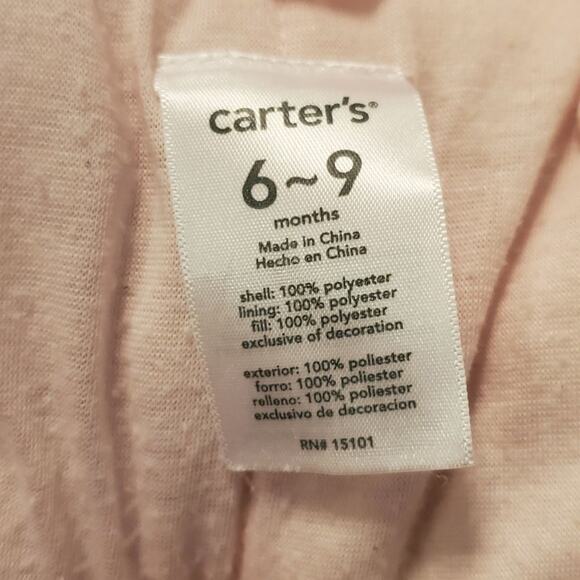 carter's®
6~9
months
Made in China
Hecho en China
shell: 100% polyester
lining: 100% polyester
fill: 100% polyester
exclusive of decoration
exterior: 100% poliester
forro: 100% poliester
relleno: 100% poliester
exclusivo de decoracion
RN# 15101